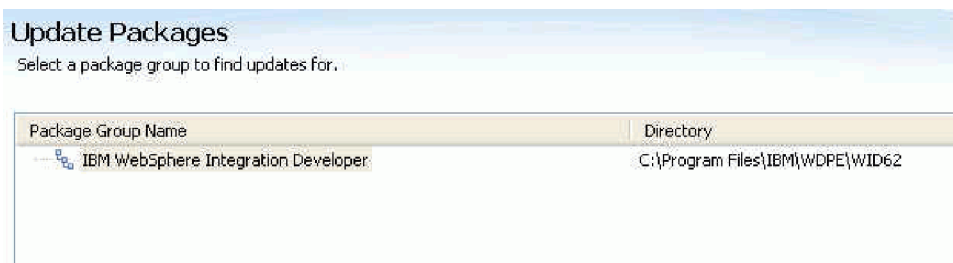 Update Packages
Select a package group to find updates for.
Package Group Name Directory
IBM WebSphere Integration Developer C:\Program Files\IBM\WDPE\WID62